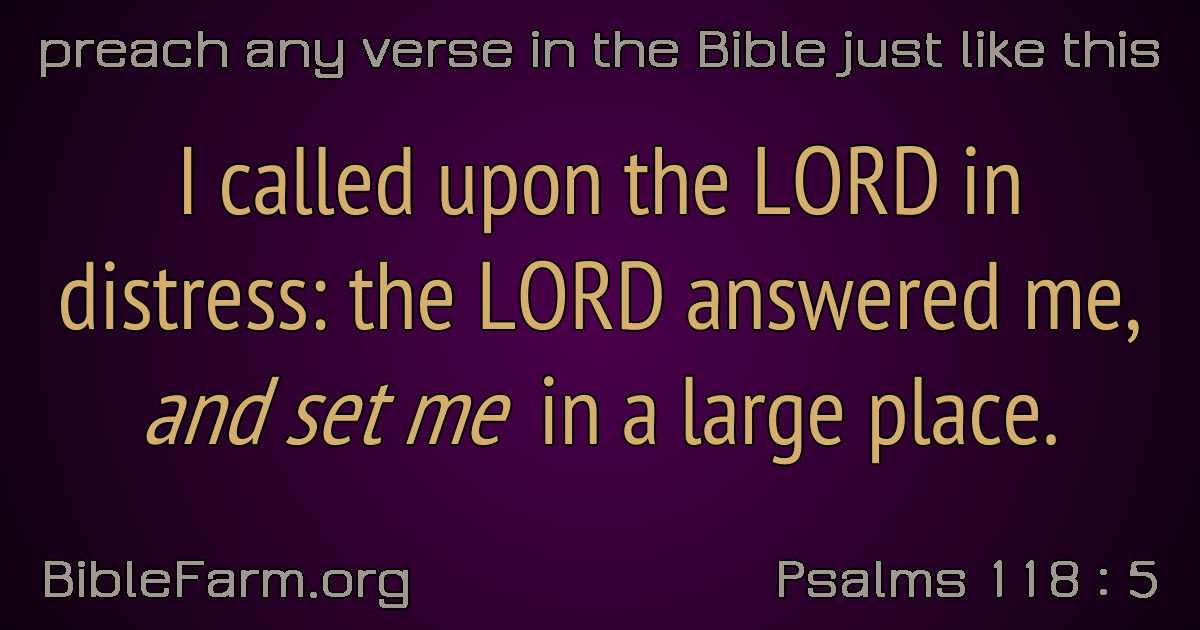 preach any verse in the Bible just like this
I called upon the LORD in
distress: the LORD answered me,
and set me in a large place.
BibleFarm.org
Psalms 118 : 5